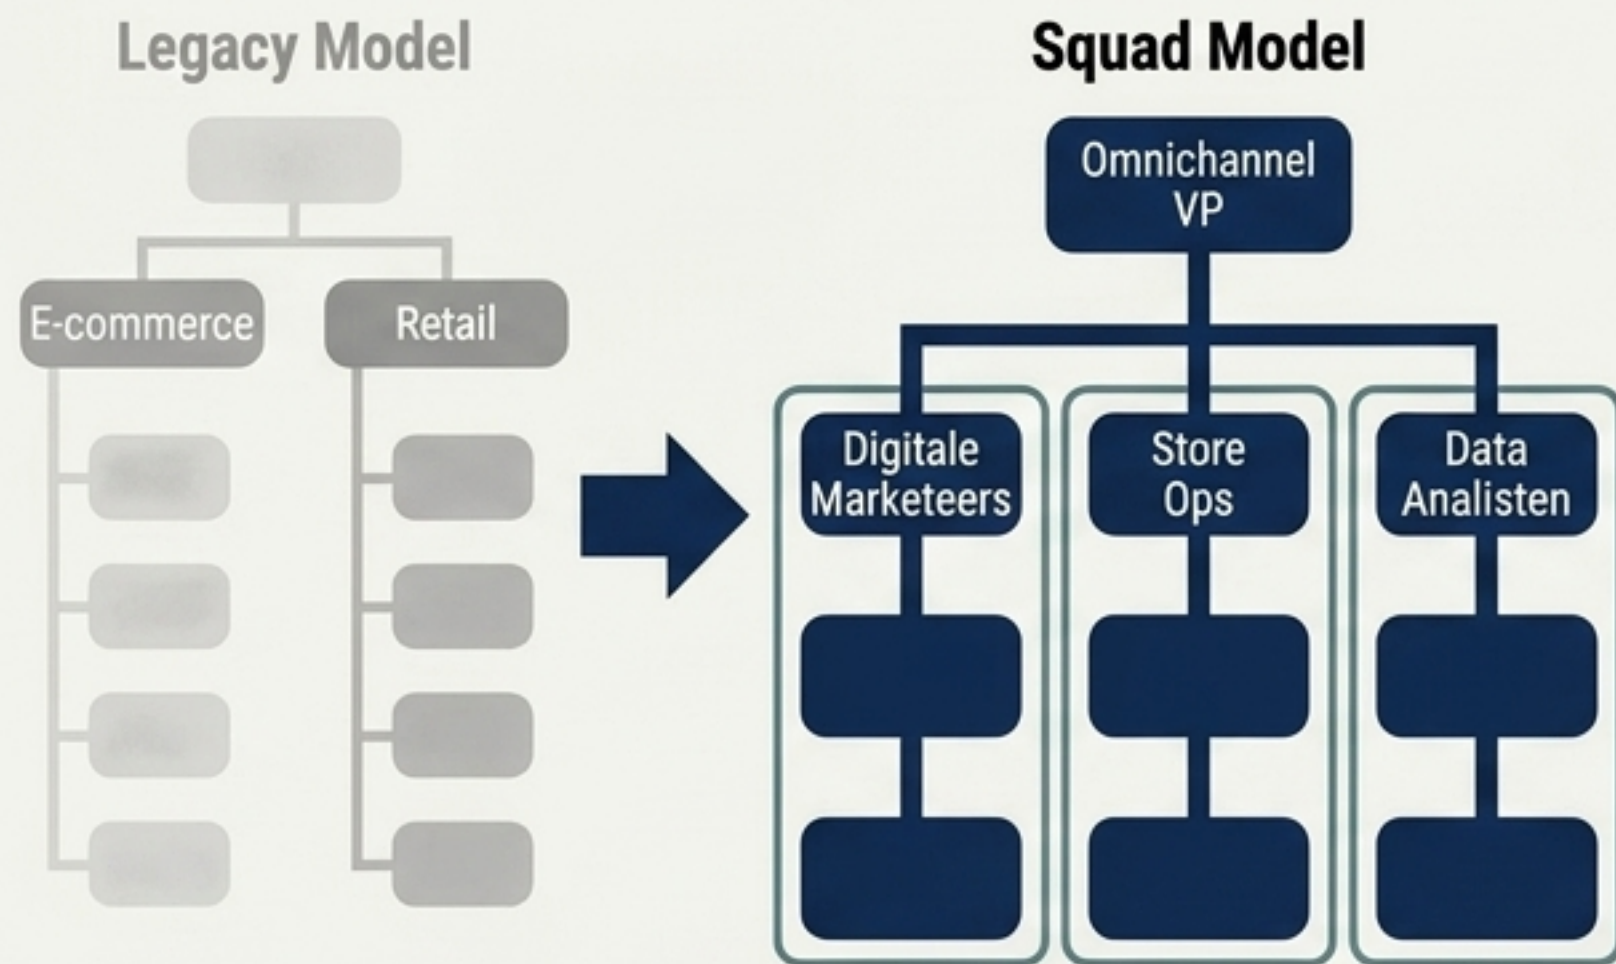 Legacy Model
E-commerce
Retail
Squad Model
Omnichannel
VP
Digitale
Marketeers
Store
Ops
Data
Analisten